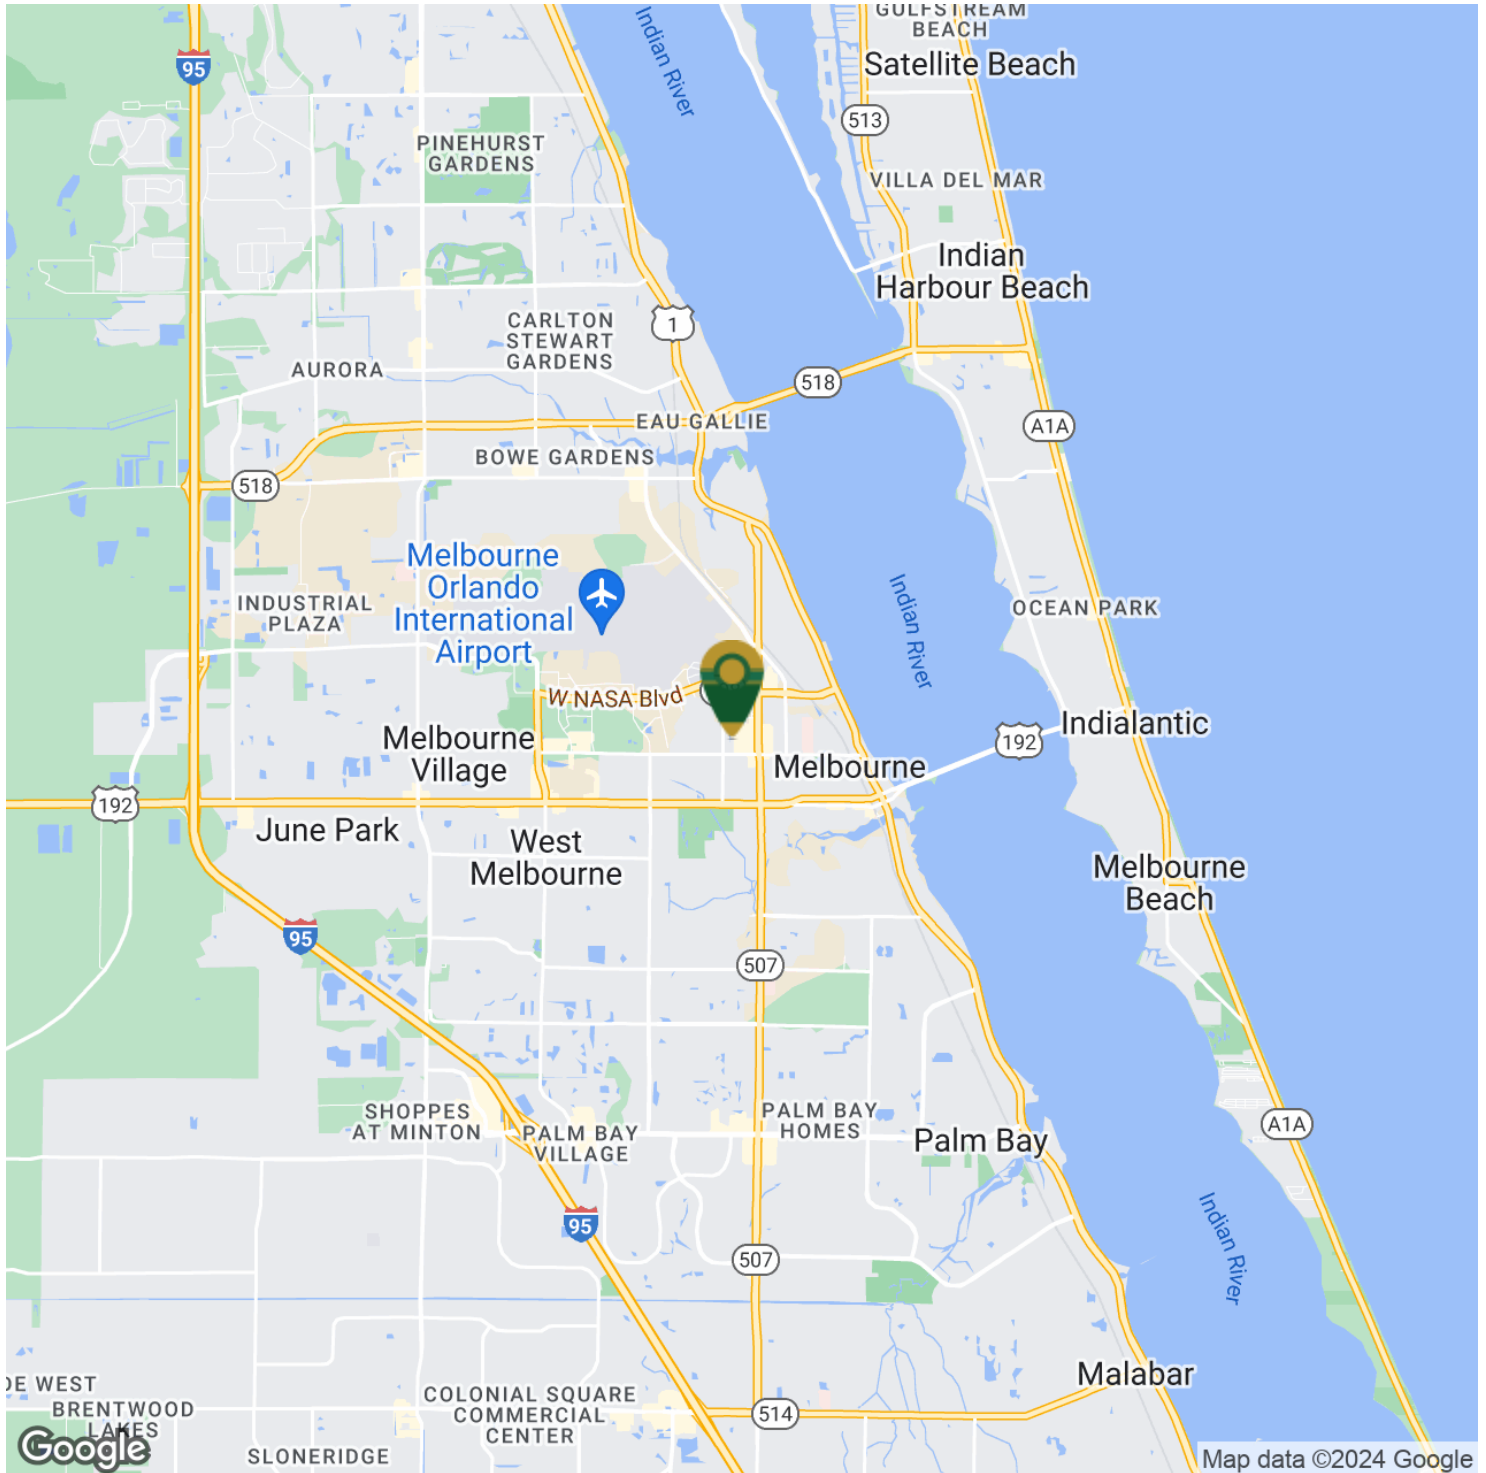 GULFSTREAM
BEACH
Satellite Beach
95
Indian River
513
PINEHURST
GARDENS
VILLA DEL MAR
Indian
Harbour Beach
CARLTON
STEWART
GARDENS
1
AURORA
518
EAU GALLIE
A1A
BOWE GARDENS
518
Melbourne
Orlando
International
Airport
INDUSTRIAL
PLAZA
Indian River
OCEAN PARK
W NASA Blvd
Melbourne
Village
Indialantic
192
Melbourne
192
June Park
West
Melbourne
Melbourne
Beach
95
507
SHOPPES
AT MINTON
PALM BAY
VILLAGE
PALM BAY
HOMES
Palm Bay
A1A
95
Indian River
507
Malabar
DE WEST
BRENTWOOD
LAKES
COLONIAL SQUARE
COMMERCIAL
CENTER
514
SLONERIDGE
Google
Map data ©2024 Google